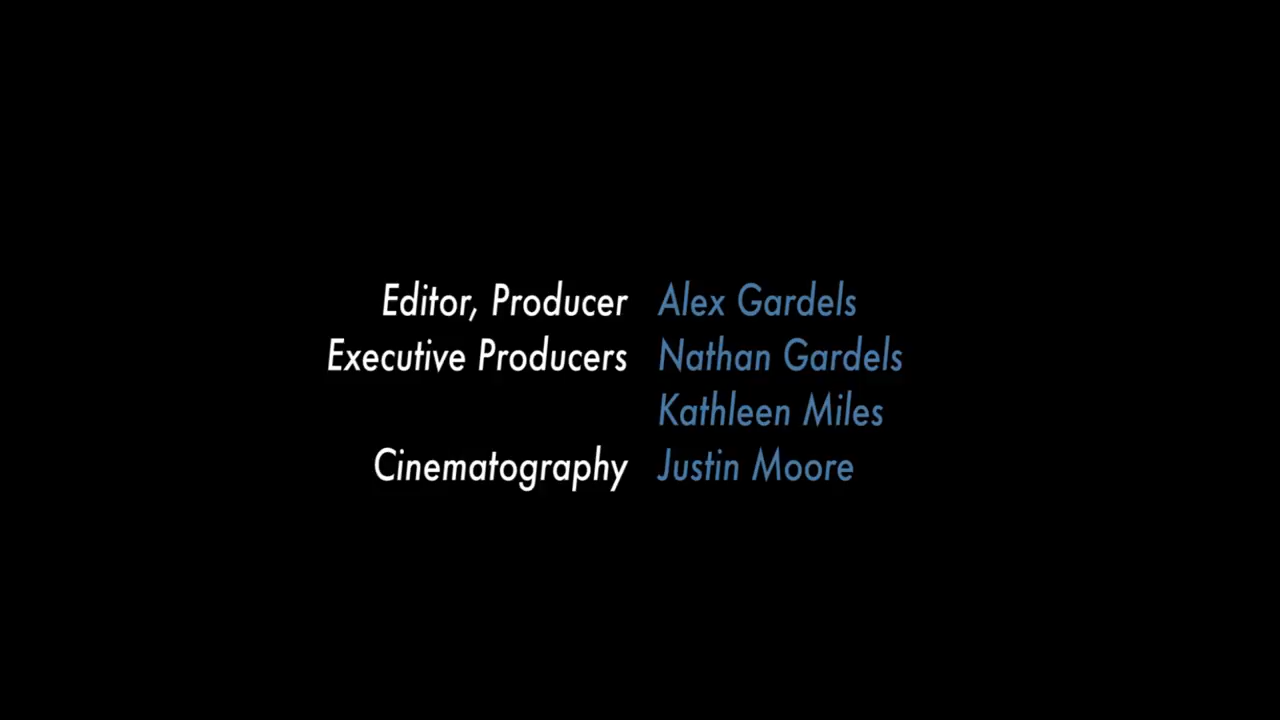 Editor, Producer Alex Gardels
Executive Producers Nathan Gardels
Kathleen Miles
Cinematography Justin Moore